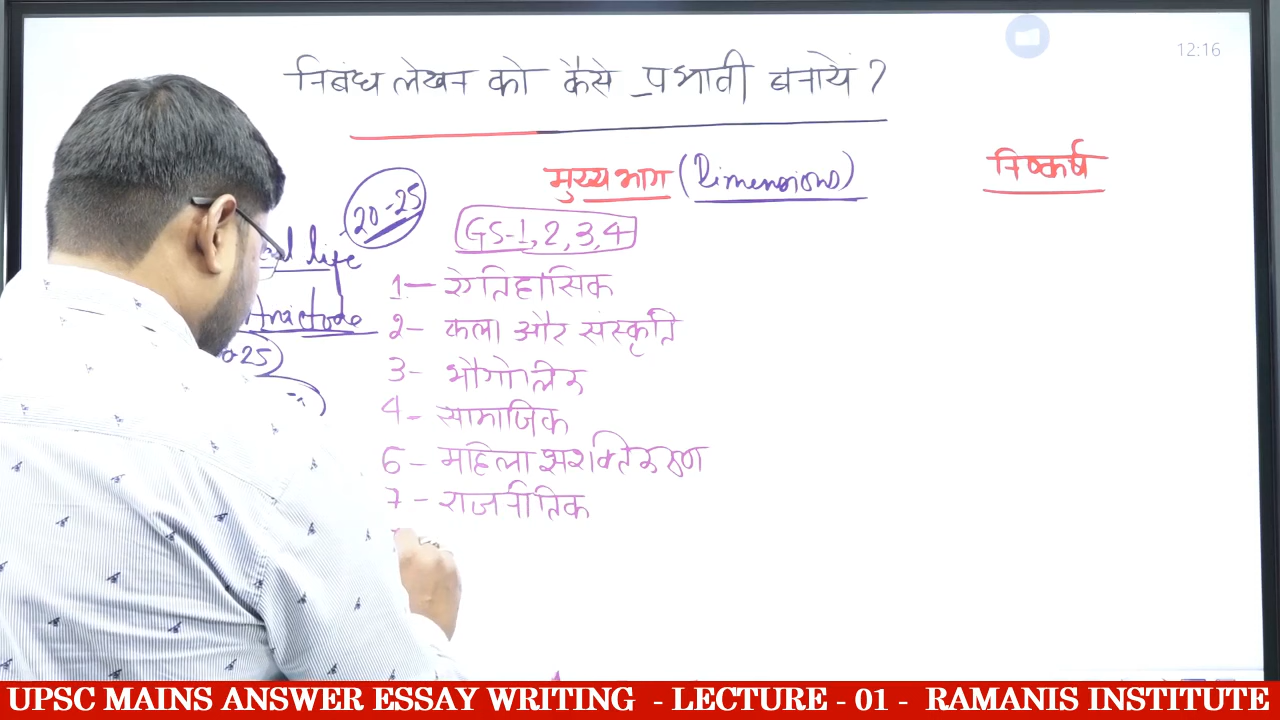 12:16
निबंध लेखन को कैसे प्रभावी बनायें ?
मुख्य भाग (Dimensions)
निष्कर्ष
20-25
GS-1, 2, 3, 4
life
1- ऐतिहासिक
2- कला और संस्कृति
3- भौगोलिक
4- सामाजिक
6- महिला सशक्तिकरण
7- राजनीतिक
UPSC MAINS ANSWER ESSAY WRITING - LECTURE - 01 - RAMANIS INSTITUTE